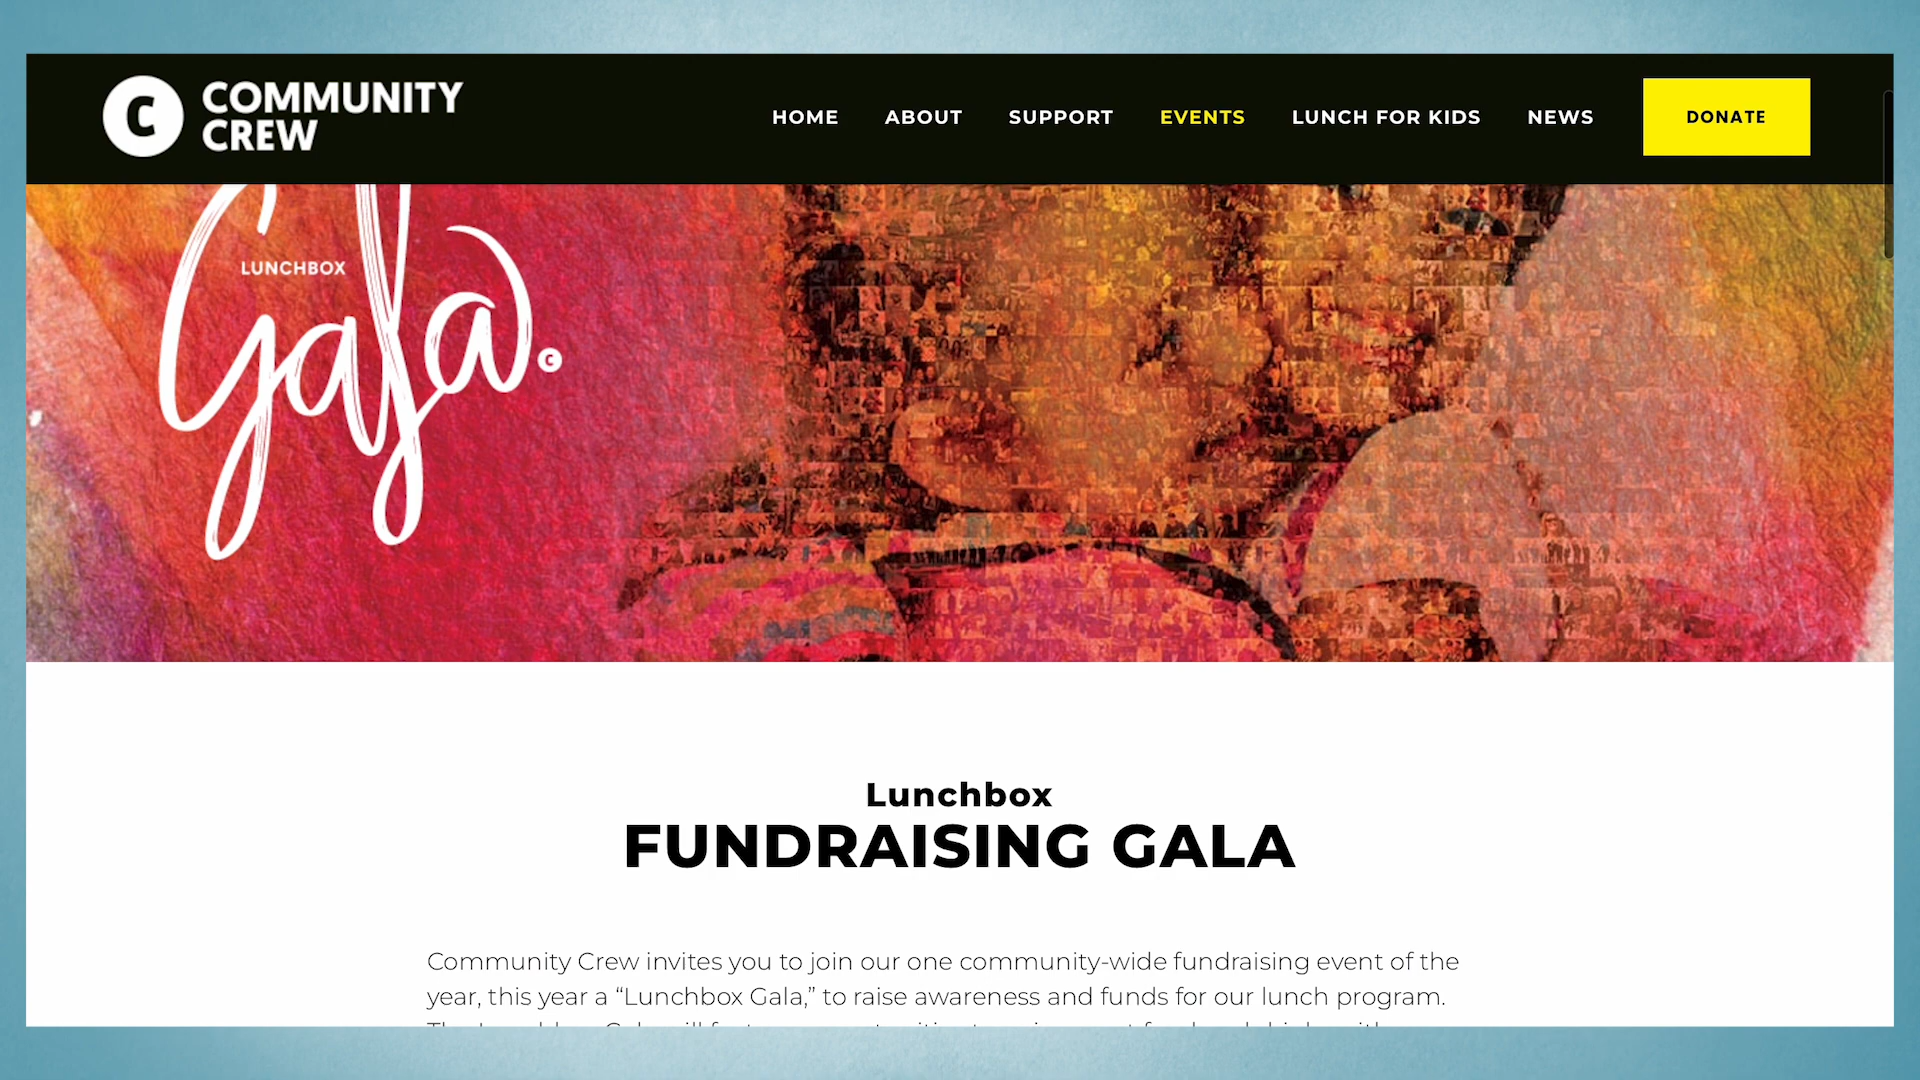 C COMMUNITY
CREW
HOME ABOUT SUPPORT EVENTS LUNCH FOR KIDS NEWS DONATE
LUNCHBOX
Gala.
C
Lunchbox
FUNDRAISING GALA
Community Crew invites you to join our one community-wide fundraising event of the
year, this year a “Lunchbox Gala,” to raise awareness and funds for our lunch program.